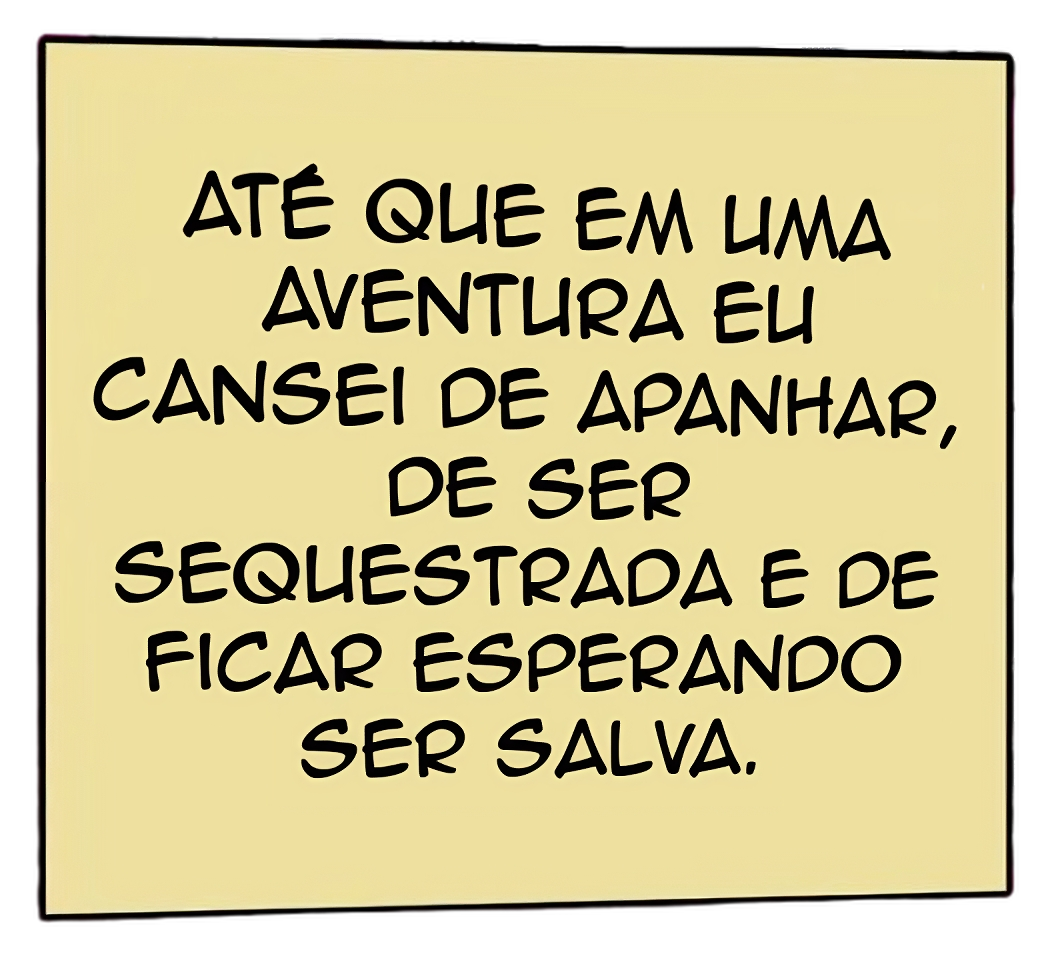 ATÉ QUE EM UMA
AVENTURA EU
CANSEI DE APANHAR,
DE SER
SEQUESTRADA E DE
FICAR ESPERANDO
SER SALVA.